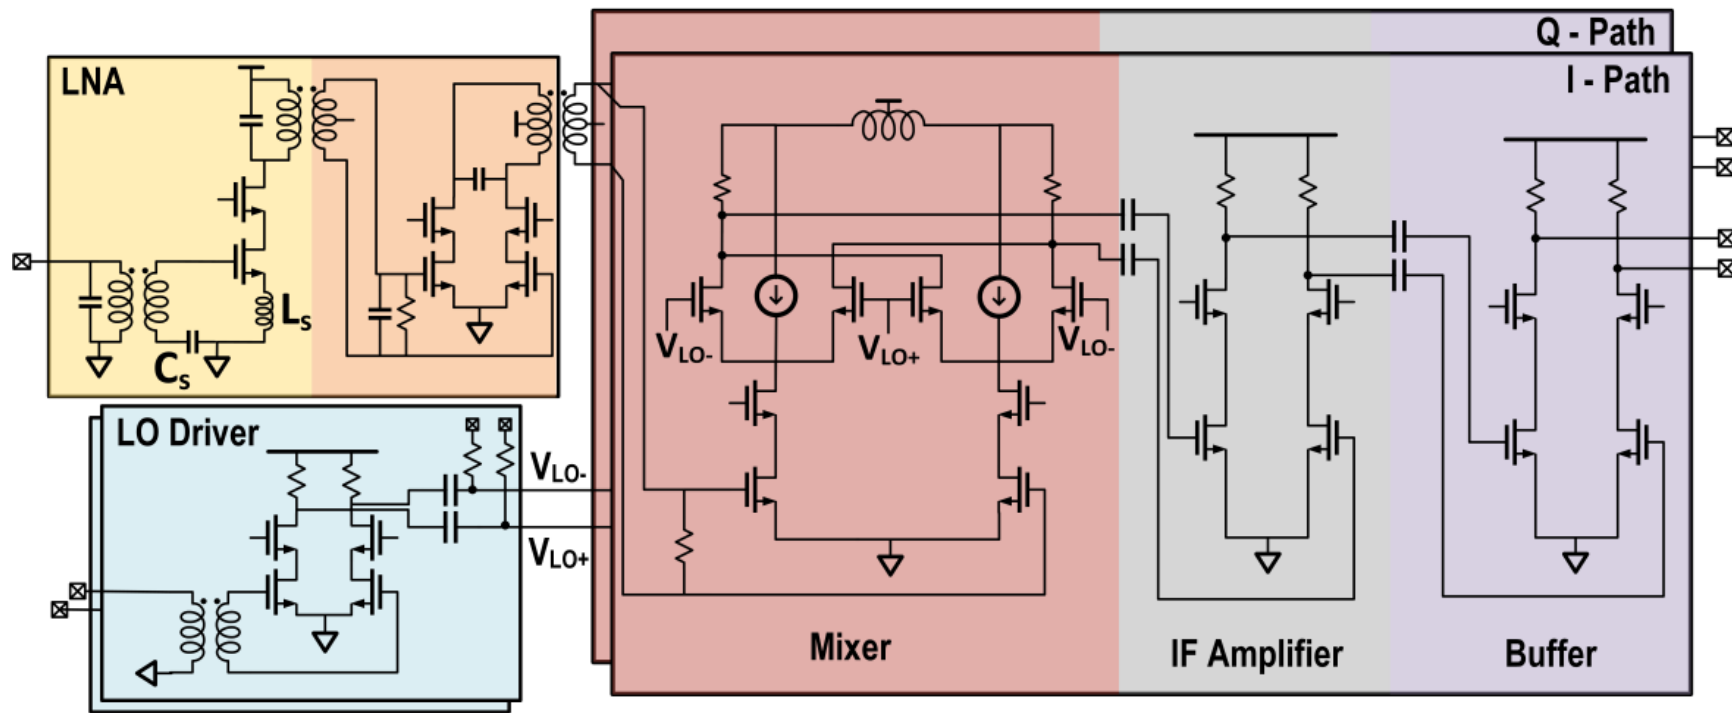 Q - Path
LNA
I - Path
Ls
Cs
VLO-
VLO+
VLO-
LO Driver
VLO-
VLO+
Mixer
IF Amplifier
Buffer